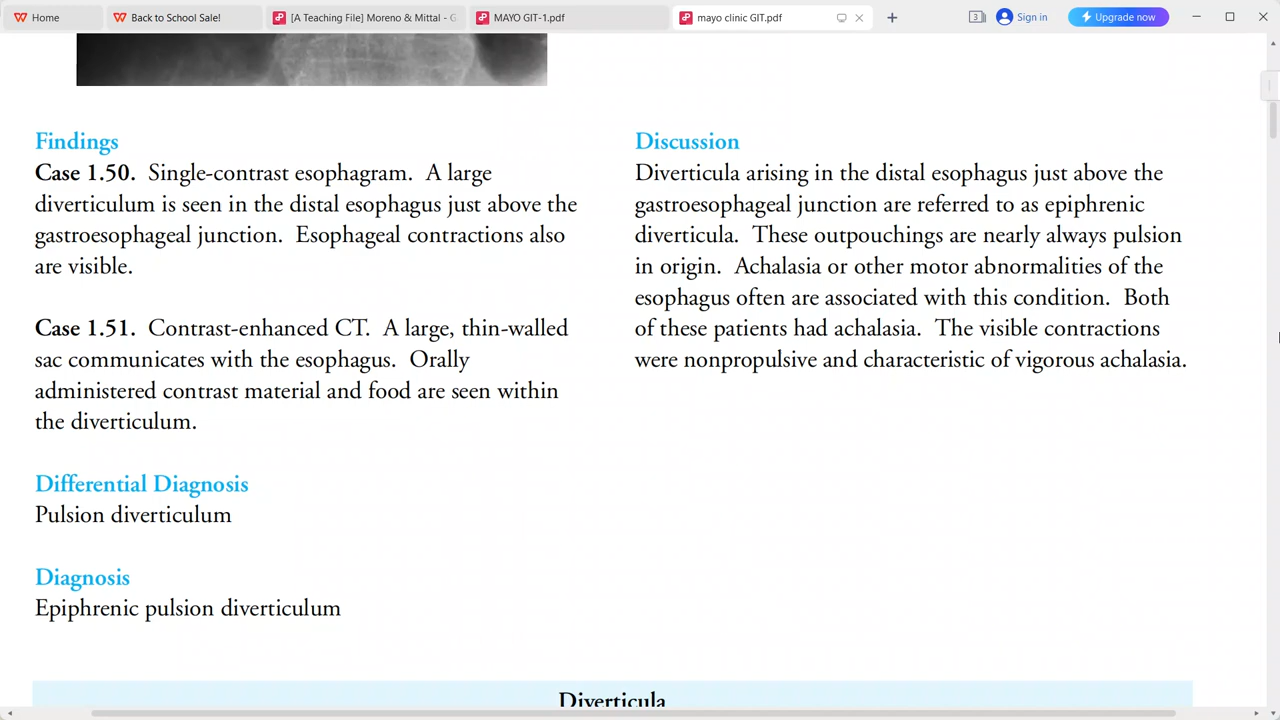 Home
Back to School Sale!
[A Teaching File] Moreno & Mittal - G
MAYO GIT-1.pdf
mayo clinic GIT.pdf
3
Sign in
Upgrade now
Findings
Case 1.50. Single-contrast esophagram. A large
diverticulum is seen in the distal esophagus just above the
gastroesophageal junction. Esophageal contractions also
are visible.
Case 1.51. Contrast-enhanced CT. A large, thin-walled
sac communicates with the esophagus. Orally
administered contrast material and food are seen within
the diverticulum.
Differential Diagnosis
Pulsion diverticulum
Diagnosis
Epiphrenic pulsion diverticulum
Discussion
Diverticula arising in the distal esophagus just above the
gastroesophageal junction are referred to as epiphrenic
diverticula. These outpouchings are nearly always pulsion
in origin. Achalasia or other motor abnormalities of the
esophagus often are associated with this condition. Both
of these patients had achalasia. The visible contractions
were nonpropulsive and characteristic of vigorous achalasia.
Diverticula